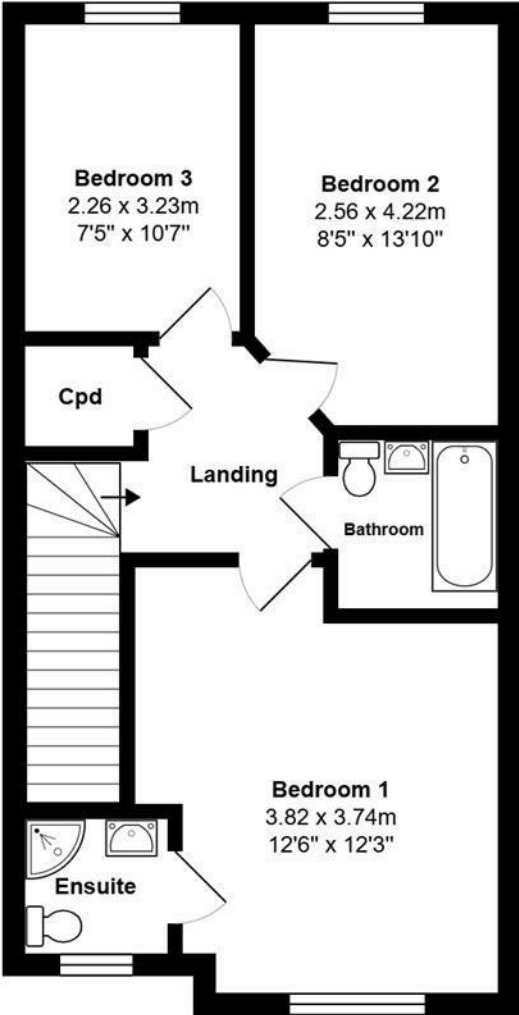 Bedroom 3
2.26 x 3.23m
7'5" x 10'7"
Bedroom 2
2.56 x 4.22m
8'5" x 13'10"
Cpd
Landing
Bathroom
Bedroom 1
3.82 x 3.74m
12'6" x 12'3"
Ensuite